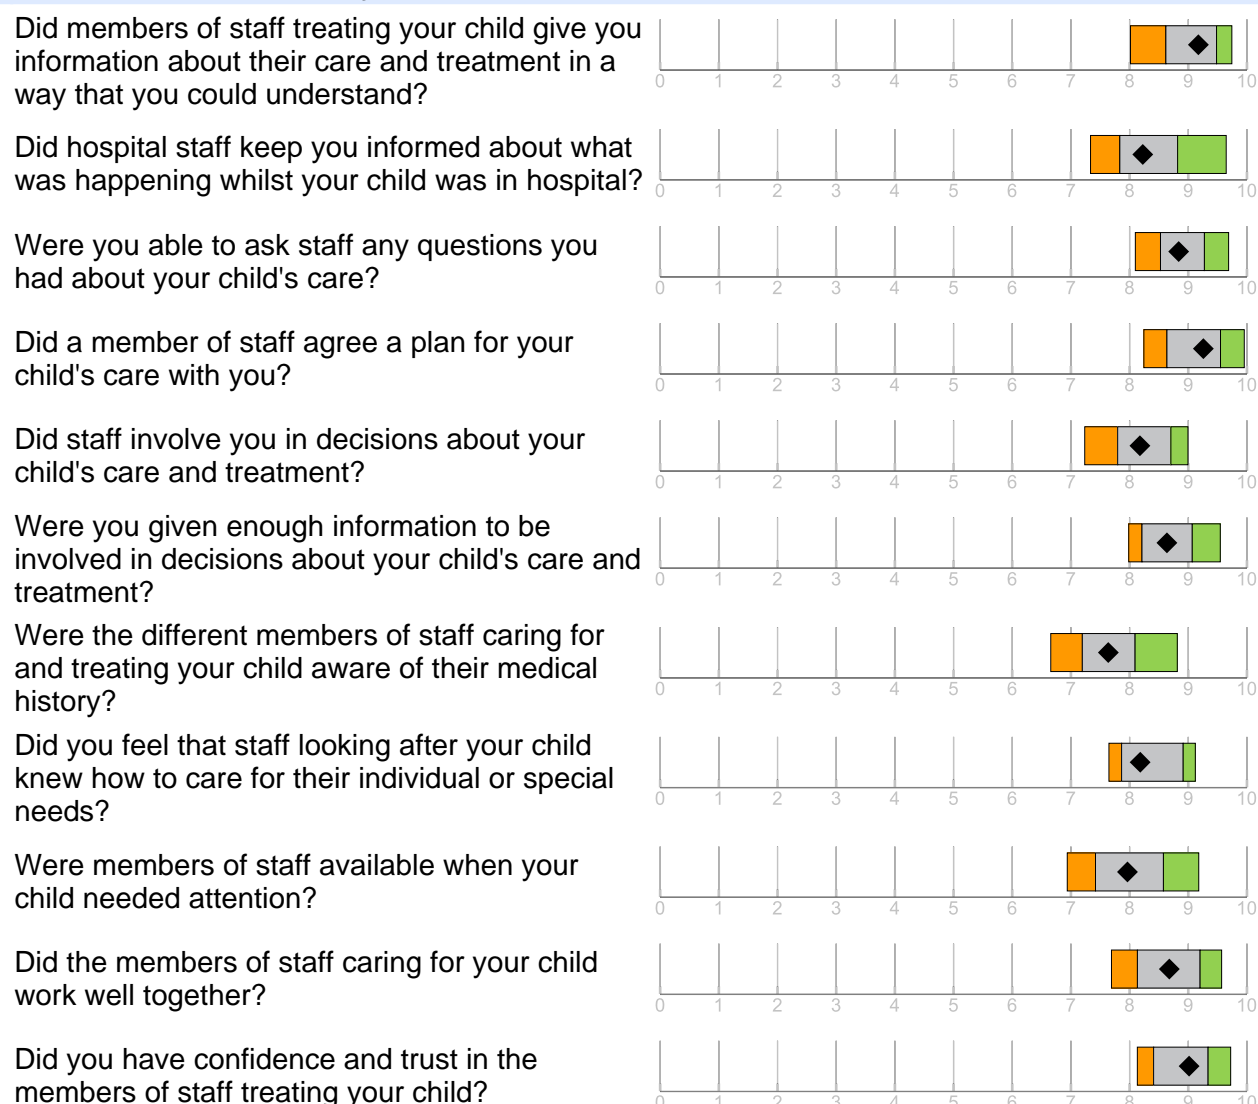 Did members of staff treating your child give you
information about their care and treatment in a
way that you could understand?
0 1 2 3 4 5 6 7 8 9 10
Did hospital staff keep you informed about what
was happening whilst your child was in hospital?
0 1 2 3 4 5 6 7 8 9 10
Were you able to ask staff any questions you
had about your child's care?
0 1 2 3 4 5 6 7 8 9 10
Did a member of staff agree a plan for your
child's care with you?
0 1 2 3 4 5 6 7 8 9 10
Did staff involve you in decisions about your
child's care and treatment?
0 1 2 3 4 5 6 7 8 9 10
Were you given enough information to be
involved in decisions about your child's care and
treatment?
0 1 2 3 4 5 6 7 8 9 10
Were the different members of staff caring for
and treating your child aware of their medical
history?
0 1 2 3 4 5 6 7 8 9 10
Did you feel that staff looking after your child
knew how to care for their individual or special
needs?
0 1 2 3 4 5 6 7 8 9 10
Were members of staff available when your
child needed attention?
0 1 2 3 4 5 6 7 8 9 10
Did the members of staff caring for your child
work well together?
0 1 2 3 4 5 6 7 8 9 10
Did you have confidence and trust in the
members of staff treating your child?
0 1 2 3 4 5 6 7 8 9 10